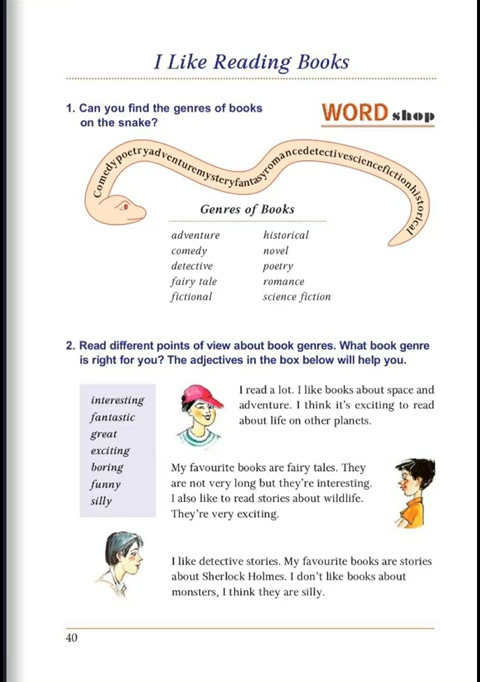 I Like Reading Books
1. Can you find the genres of books
on the snake?
WORD shop
Comedypoetryadventuremysteryfantasyromancedetectivesciencefictionhistorical
Genres of Books
adventure historical
comedy novel
detective poetry
fairy tale romance
fictional science fiction
2. Read different points of view about book genres. What book genre
is right for you? The adjectives in the box below will help you.
interesting
fantastic
great
exciting
boring
funny
silly
I read a lot. I like books about space and
adventure. I think it's exciting to read
about life on other planets.
My favourite books are fairy tales. They
are not very long but they're interesting.
I also like to read stories about wildlife.
They're very exciting.
I like detective stories. My favourite books are stories
about Sherlock Holmes. I don't like books about
monsters, I think they are silly.
40